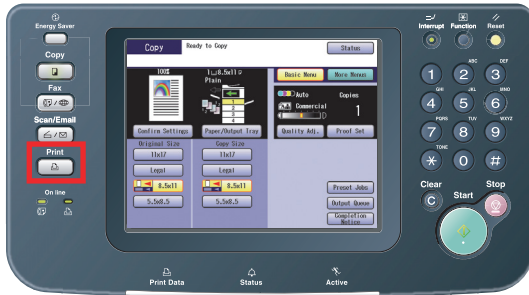 Energy Saver
Interrupt
Function
Reset
Copy
Fax
Scan/Email
Print
On line
Copy
Ready to Copy
Status
100%
1 8.5x11
Plain
1
2
3
4
Confirm Settings
Paper/Output Tray
Basic Menu
More Menus
Auto
Copies
Commercial
1
Quality Adj.
Proof Set
Original Size
Copy Size
11x17
11x17
Legal
Legal
8.5x11
8.5x11
5.5x8.5
5.5x8.5
Preset Jobs
Output Queue
Completion
Notice
ABC
DEF
1
2
3
GHI
JKL
MNO
4
5
6
PQRS
TUV
WXYZ
7
8
9
TONE
0
#
Clear
C
Start
Stop
Print Data
Status
Active